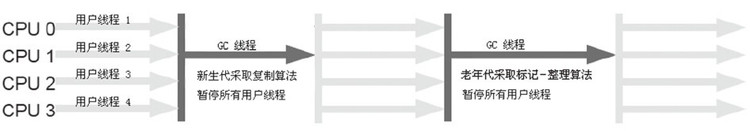 CPU 0 用户线程 1
CPU 1 用户线程 2
CPU 2 用户线程 3
CPU 3 用户线程 4
GC 线程
新生代采取复制算法
暂停所有用户线程
GC 线程
老年代采取标记-整理算法
暂停所有用户线程